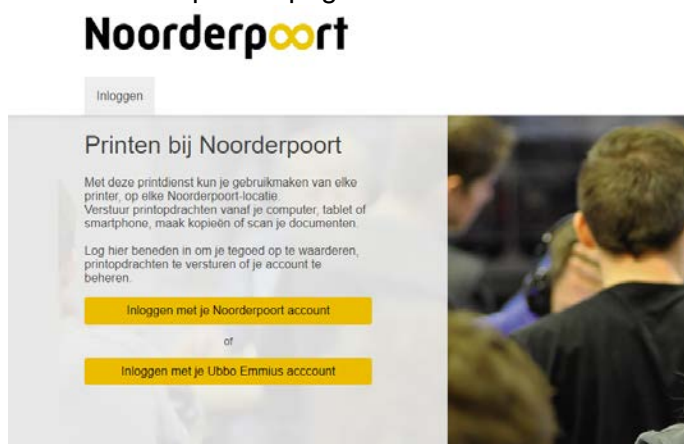 Noorderpoort
Inloggen
Printen bij Noorderpoort
Met deze printdienst kun je gebruikmaken van elke
printer, op elke Noorderpoort-locatie.
Verstuur printopdrachten vanaf je computer, tablet of
smartphone, maak kopieën of scan je documenten.
Log hier beneden in om je tegoed op te waarderen,
printopdrachten te versturen of je account te
beheren.
Inloggen met je Noorderpoort account
of
Inloggen met je Ubbo Emmius acccount